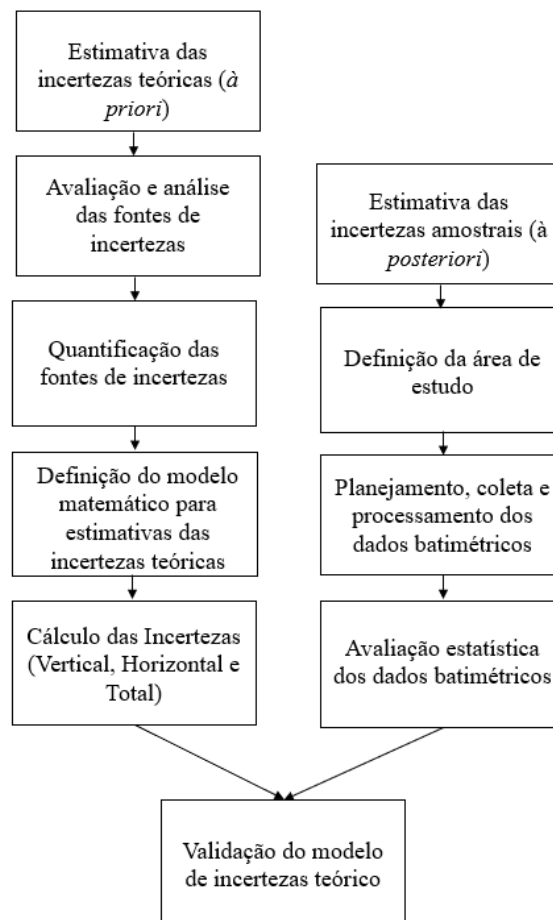 Estimativa das
incertezas teóricas (à
priori)
Avaliação e análise
das fontes de
incertezas
Quantificação das
fontes de incertezas
Definição do modelo
matemático para
estimativas das
incertezas teóricas
Cálculo das Incertezas
(Vertical, Horizontal e
Total)
Estimativa das
incertezas amostrais (à
posteriori)
Definição da área de
estudo
Planejamento, coleta e
processamento dos
dados batimétricos
Avaliação estatística
dos dados batimétricos
Validação do modelo
de incertezas teórico